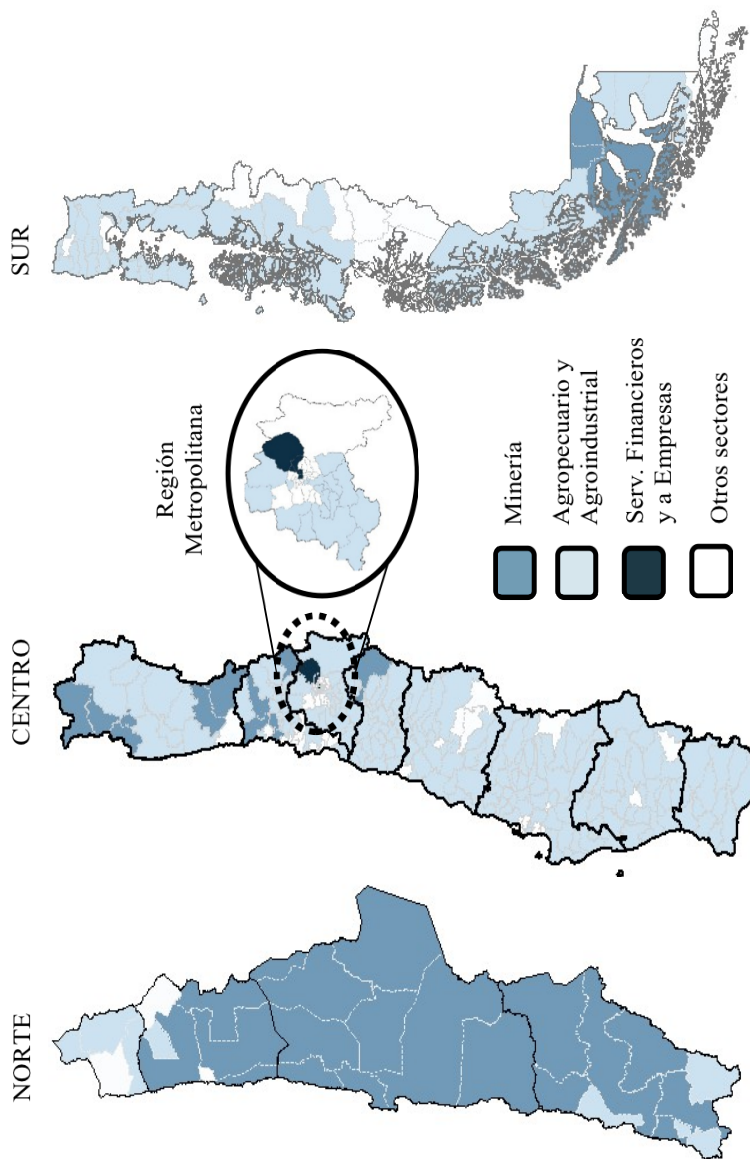 NORTE
CENTRO
SUR
Región
Metropolitana
Minería
Agropecuario y
Agroindustrial
Serv. Financieros
y a Empresas
Otros sectores